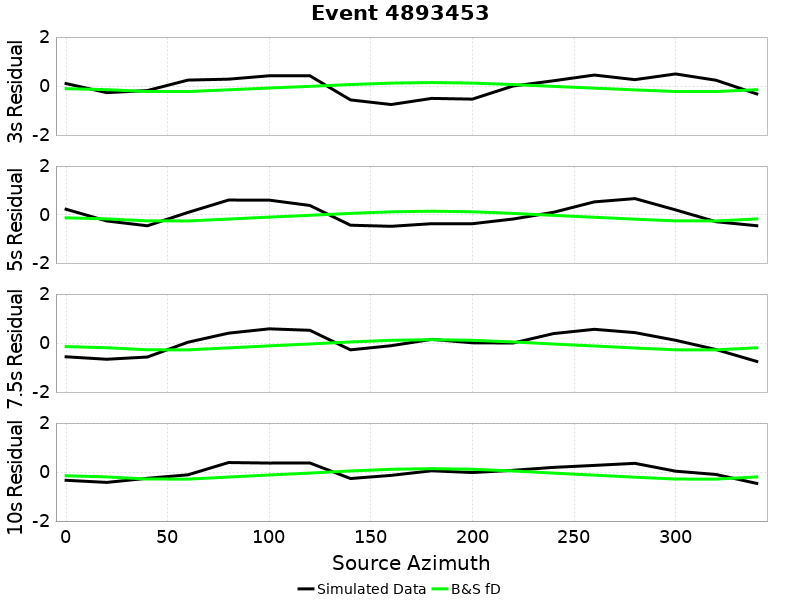 Event 4893453
3s Residual
2
0
-2
5s Residual
2
0
-2
7.5s Residual
2
0
-2
10s Residual
2
0
-2
0 50 100 150 200 250 300
Source Azimuth
Simulated Data B&S fD